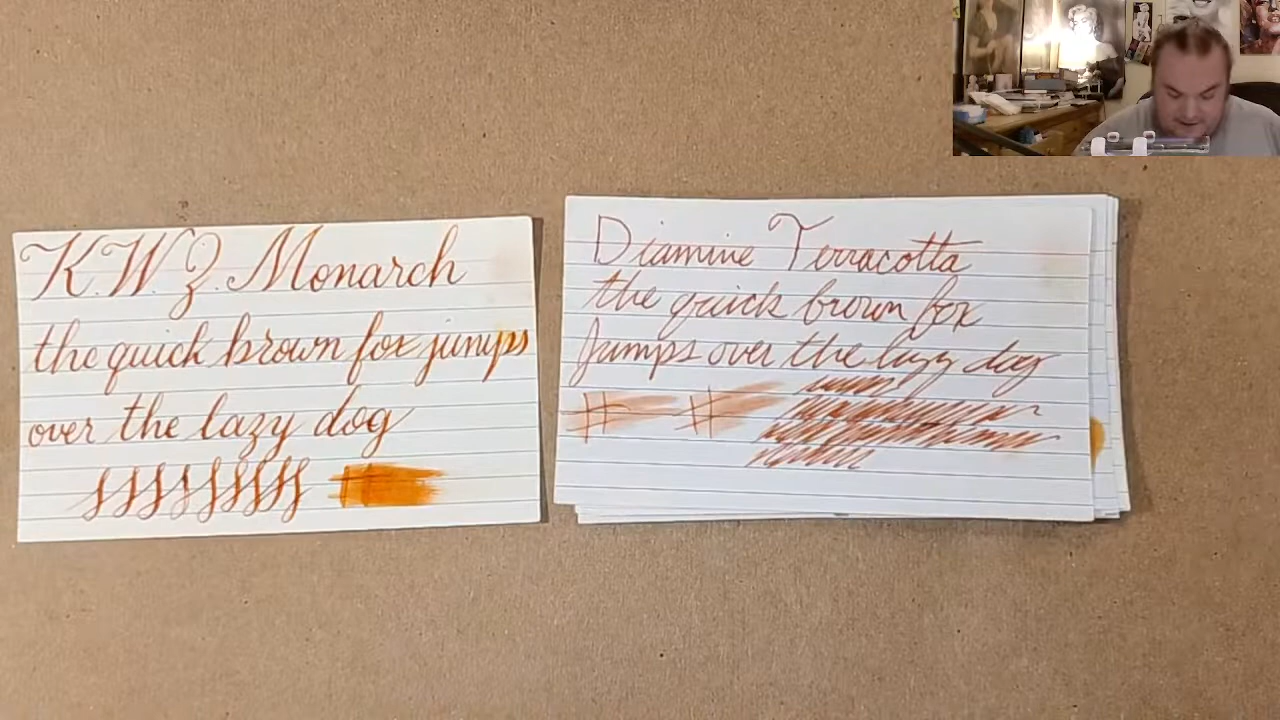 K.W.Z. Monarch
the quick brown fox jumps
over the lazy dog
Diamine Terracotta
the quick brown fox
Jumps over the lazy dog